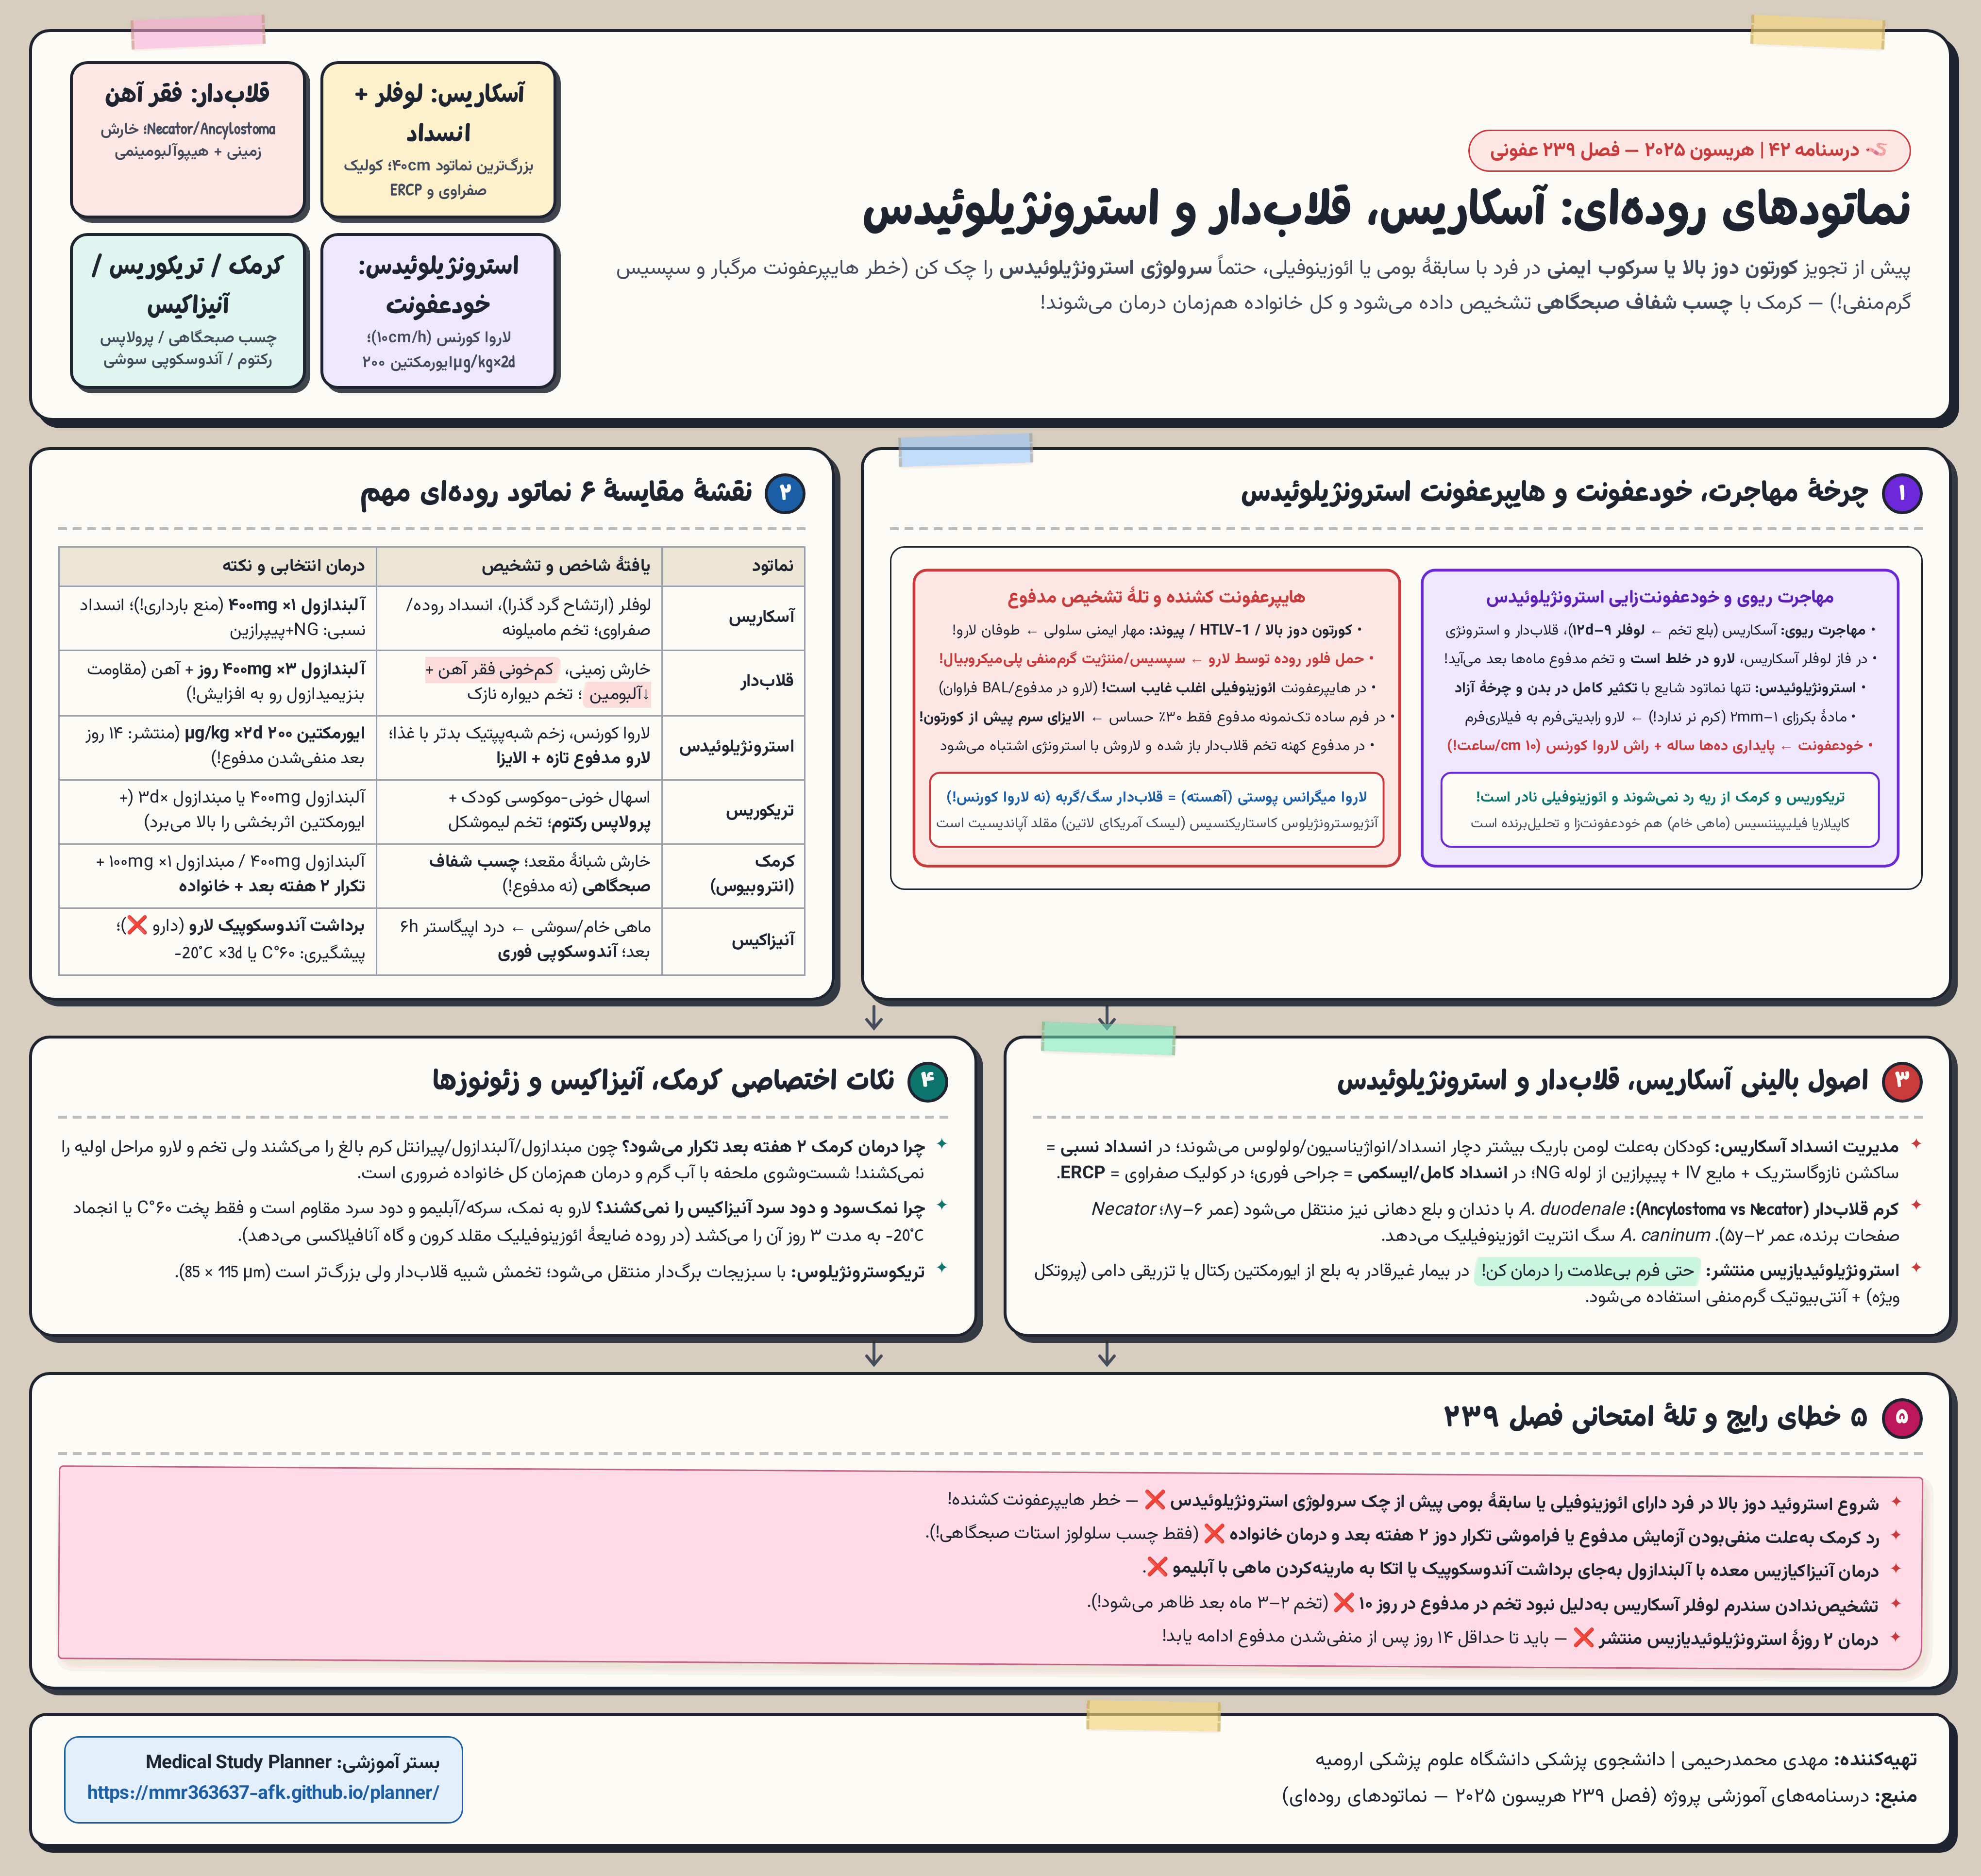 درسنامه ۴۲ | هریسون ۲۰۲۵ – فصل ۲۳۹ عفونی
نماتودهای روده‌ای: آسکاریس، قلاب‌دار و استرونژیلوئیدس
پیش از تجویز کورتون دوز بالا یا سرکوب ایمنی در فرد با سابقهٔ بومی یا ائوزینوفیلی، حتماً سرولوژی استرونژیلوئیدس را چک کن (خطر هایپرعفونت مرگبار و سپسیس
گرم‌منفی!) – کرمک با چسب شفاف صبحگاهی تشخیص داده می‌شود و کل خانواده هم‌زمان درمان می‌شوند!
آسکاریس: لوفلر +
انسداد
بزرگ‌ترین نماتود ۴۰cm؛ کولیک
صفراوی و ERCP
قلاب‌دار: فقر آهن
Necator/Ancylostoma؛ خارش
زمینی + هیپوآلبومینمی
استرونژیلوئیدس:
خودعفونت
لاروا کورنس (۱۰cm/h)؛
ایورمکتین ۲۰۰µg/kg×2d
کرمک / تریکوریس /
آنیزاکیس
چسب صبحگاهی / پرولاپس
رکتوم / آندوسکوپی سوشی
۱ چرخهٔ مهاجرت، خودعفونت و هایپرعفونت استرونژیلوئیدس
مهاجرت ریوی و خودعفونت‌زایی استرونژیلوئیدس
• مهاجرت ریوی: آسکاریس (بلع تخم ← لوفلر ۹–۱۲d)، قلاب‌دار و استرونژی
• در فاز لوفلر آسکاریس، لارو در خلط است و تخم مدفوع ماه‌ها بعد می‌آید!
• استرونژیلوئیدس: تنها نماتود شایع با تکثیر کامل در بدن و چرخهٔ آزاد
• مادهٔ بکرزای ۱–۲mm (کرم نر ندارد!) ← لارو رابدیتی‌فرم به فیلاری‌فرم
• خودعفونت ← پایداری ده‌ها ساله + راش لاروا کورنس (۱۰ cm/ساعت!)
تریکوریس و کرمک از ریه رد نمی‌شوند و ائوزینوفیلی نادر است!
کاپیلاریا فیلیپیننسیس (ماهی خام) هم خودعفونت‌زا و تحلیل‌برنده است
هایپرعفونت کشنده و تلهٔ تشخیص مدفوع
• کورتون دوز بالا / HTLV-1 / پیوند: مهار ایمنی سلولی ← طوفان لارو!
• حمل فلور روده توسط لارو ← سپسیس/مننژیت گرم‌منفی پلی‌میکروبیال!
• در هایپرعفونت ائوزینوفیلی اغلب غایب است! (لارو در مدفوع/BAL فراوان)
• در فرم ساده تک‌نمونه مدفوع فقط ۳۰٪ حساس ← الایزای سرم پیش از کورتون!
• در مدفوع کهنه تخم قلاب‌دار باز شده و لاروش با استرونژی اشتباه می‌شود
لاروا میگرانس پوستی (آهسته) = قلاب‌دار سگ/گربه (نه لاروا کورنس!)
آنژیوسترونژیلوس کاستاریکنسیس (لیسک آمریکای لاتین) مقلد آپاندیسیت است
۲ نقشهٔ مقایسهٔ ۶ نماتود روده‌ای مهم
نماتود یافتهٔ شاخص و تشخیص درمان انتخابی و نکته
آسکاریس
لوفلر (ارتشاح گرد گذرا)، انسداد روده/
صفراوی؛ تخم مامیلونه
آلبندازول ۴۰۰mg ×۱ (منع بارداری!)؛ انسداد
نسبی: NG+پیپرازین
قلاب‌دار
خارش زمینی، کم‌خونی فقر آهن +
↓آلبومین؛ تخم دیواره نازک
آلبندازول ۴۰۰mg ×۳ روز + آهن (مقاومت
بنزیمیدازول رو به افزایش!)
استرونژیلوئیدس
لاروا کورنس، زخم شبه‌پپتیک بدتر با غذا؛
لارو مدفوع تازه + الایزا
ایورمکتین ۲۰۰ µg/kg ×۲d (منتشر: ۱۴ روز
بعد منفی‌شدن مدفوع!)
تریکوریس
اسهال خونی-موکوسی کودک +
پرولاپس رکتوم؛ تخم لیموشکل
آلبندازول ۴۰۰mg یا مبندازول ×۳d (+
ایورمکتین اثربخشی را بالا می‌برد)
کرمک
(انتروبیوس)
خارش شبانهٔ مقعد؛ چسب شفاف
صبحگاهی (نه مدفوع!)
آلبندازول ۴۰۰mg / مبندازول ۱۰۰mg ×۱ +
تکرار ۲ هفته بعد + خانواده
آنیزاکیس
ماهی خام/سوشی ← درد اپیگاستر ۶h
بعد؛ آندوسکوپی فوری
برداشت آندوسکوپیک لارو (دارو ❌)؛
پیشگیری: ۶۰°C یا -20°C ×3d
۳ اصول بالینی آسکاریس، قلاب‌دار و استرونژیلوئیدس
✦ مدیریت انسداد آسکاریس: کودکان به‌علت لومن باریک بیشتر دچار انسداد/انواژیناسیون/ولولوس می‌شوند؛ در انسداد نسبی =
ساکشن نازوگاستریک + مایع IV + پیپرازین از لوله NG؛ در انسداد کامل/ایسکمی = جراحی فوری؛ در کولیک صفراوی = ERCP.
✦ کرم قلاب‌دار (Ancylostoma vs Necator): A. duodenale با دندان و بلع دهانی نیز منتقل می‌شود (عمر ۶–۸y؛ Necator
صفحات برنده، عمر ۲–۵y). A. caninum سگ انتریت ائوزینوفیلیک می‌دهد.
✦ استرونژیلوئیدیازیس منتشر: حتی فرم بی‌علامت را درمان کن! در بیمار غیرقادر به بلع از ایورمکتین رکتال یا تزریقی دامی (پروتکل
ویژه) + آنتی‌بیوتیک گرم‌منفی استفاده می‌شود.
۴ نکات اختصاصی کرمک، آنیزاکیس و زئونوزها
✦ چرا درمان کرمک ۲ هفته بعد تکرار می‌شود؟ چون مبندازول/آلبندازول/پیرانتل کرم بالغ را می‌کشند ولی تخم و لارو مراحل اولیه را
نمی‌کشند! شست‌وشوی ملحفه با آب گرم و درمان هم‌زمان کل خانواده ضروری است.
✦ چرا نمک‌سود و دود سرد آنیزاکیس را نمی‌کشند؟ لارو به نمک، سرکه/آبلیمو و دود سرد مقاوم است و فقط پخت ۶۰°C یا انجماد
-20°C به مدت ۳ روز آن را می‌کشد (در روده ضایعهٔ ائوزینوفیلیک مقلد کرون و گاه آنافیلاکسی می‌دهد).
✦ تریکوسترونژیلوس: با سبزیجات برگ‌دار منتقل می‌شود؛ تخمش شبیه قلاب‌دار ولی بزرگ‌تر است (85 × 115 µm).
۵ ۵ خطای رایج و تلهٔ امتحانی فصل ۲۳۹
✦ شروع استروئید دوز بالا در فرد دارای ائوزینوفیلی یا سابقهٔ بومی پیش از چک سرولوژی استرونژیلوئیدس ❌ – خطر هایپرعفونت کشنده!
✦ رد کرمک به‌علت منفی‌بودن آزمایش مدفوع یا فراموشی تکرار دوز ۲ هفته بعد و درمان خانواده ❌ (فقط چسب سلولوز استات صبحگاهی!).
✦ درمان آنیزاکیازیس معده با آلبندازول به‌جای برداشت آندوسکوپیک یا اتکا به مارینه‌کردن ماهی با آبلیمو ❌.
✦ تشخیص‌ندادن سندرم لوفلر آسکاریس به‌دلیل نبود تخم در مدفوع در روز ۱۰ ❌ (تخم ۲–۳ ماه بعد ظاهر می‌شود!).
✦ درمان ۲ روزهٔ استرونژیلوئیدیازیس منتشر ❌ – باید تا حداقل ۱۴ روز پس از منفی‌شدن مدفوع ادامه یابد!
تهیه‌کننده: مهدی محمدرحیمی | دانشجوی پزشکی دانشگاه علوم پزشکی ارومیه
منبع: درسنامه‌های آموزشی پروژه (فصل ۲۳۹ هریسون ۲۰۲۵ – نماتودهای روده‌ای)
بستر آموزشی: Medical Study Planner
https://mmr363637-afk.github.io/planner/